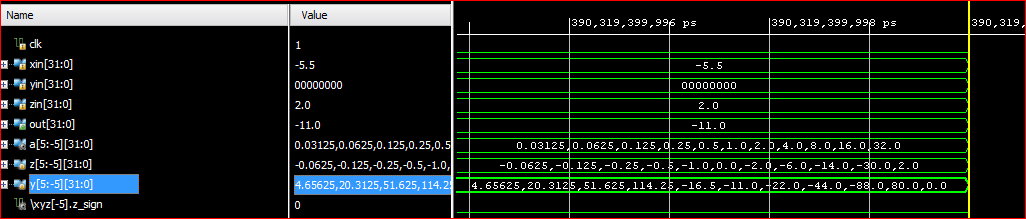 Name Value
390,319,399,996 ps 390,319,399,998 ps 390,319
clk 1
xin[31:0] -5.5 -5.5
yin[31:0] 00000000 00000000
zin[31:0] 2.0 2.0
out[31:0] -11.0 -11.0
a[5:-5][31:0] 0.03125,0.0625,0.125,0.25,0.5 0.03125,0.0625,0.125,0.25,0.5,1.0,2.0,4.0,8.0,16.0,32.0
z[5:-5][31:0] -0.0625,-0.125,-0.25,-0.5,-1.0, -0.0625,-0.125,-0.25,-0.5,-1.0,0.0,-2.0,-6.0,-14.0,-30.0,2.0
y[5:-5][31:0] 4.65625,20.3125,51.625,114.25 4.65625,20.3125,51.625,114.25,-16.5,-11.0,-22.0,-44.0,-88.0,80.0,0.0
\xyz[-5].z_sign 0